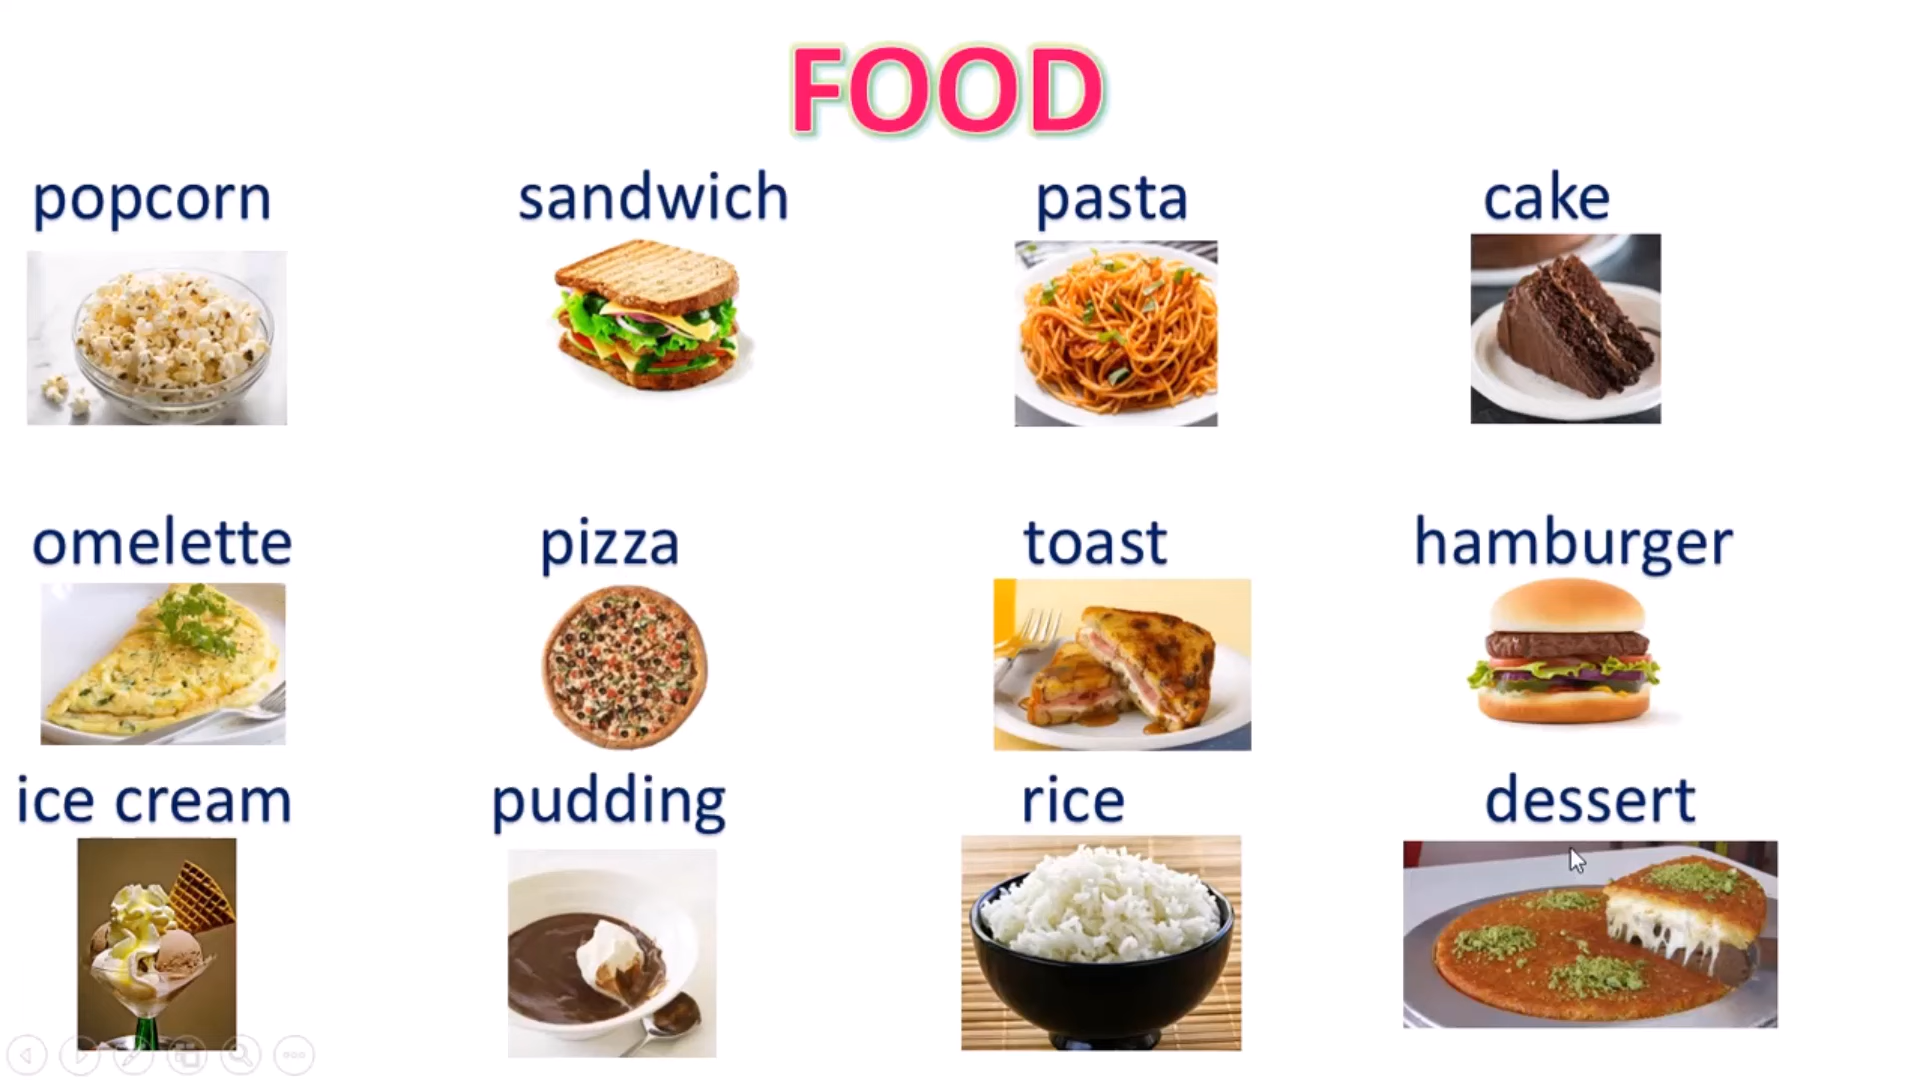 FOOD
popcorn sandwich pasta cake
omelette pizza toast hamburger
ice cream pudding rice dessert